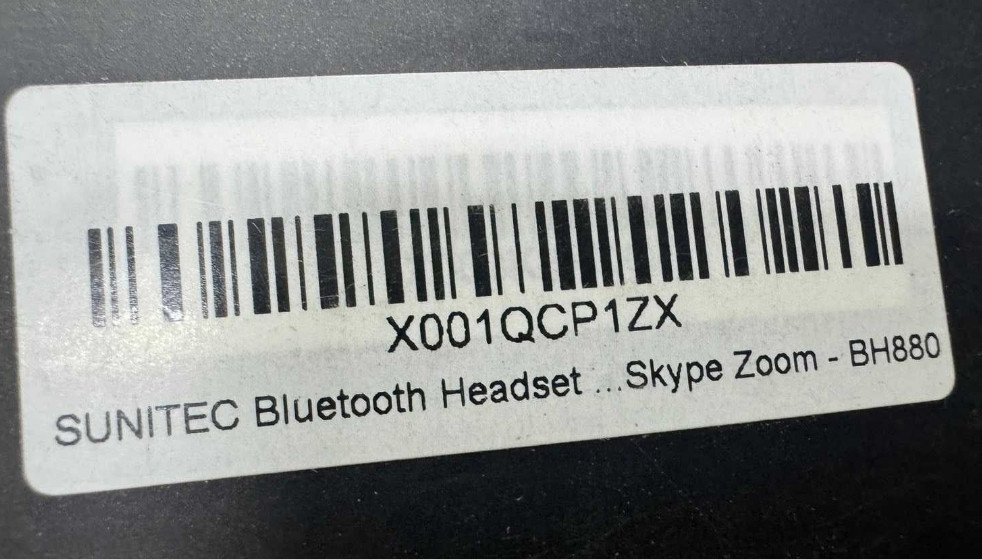 X001QCP1ZX
SUNITEC Bluetooth Headset ...Skype Zoom - BH880